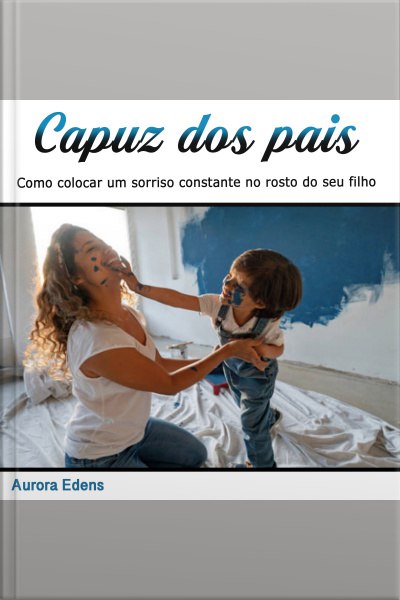 Capuz dos pais
Como colocar um sorriso constante no rosto do seu filho
Aurora Edens